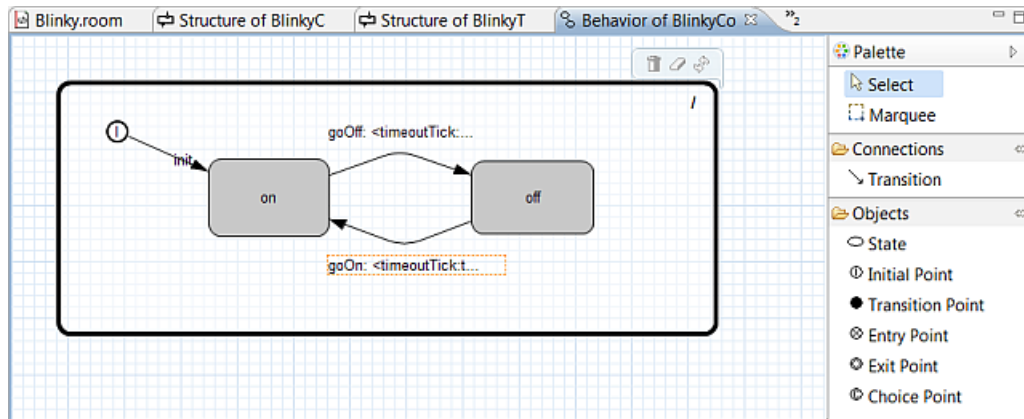 Blinky.room
Structure of BlinkyC
Structure of BlinkyT
Behavior of BlinkyCo
»2
Palette
Select
Marquee
Connections
Transition
Objects
State
Initial Point
Transition Point
Entry Point
Exit Point
Choice Point
/
I
init
goOff: <timeoutTick:...
on
off
goOn: <timeoutTick:t...